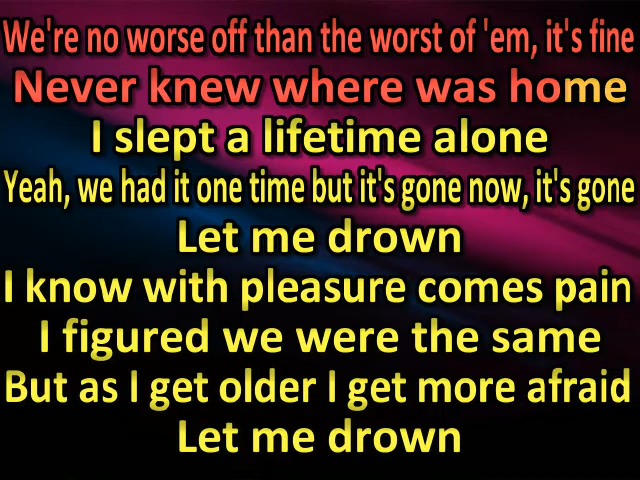 We're no worse off than the worst of 'em, it's fine
Never knew where was home
I slept a lifetime alone
Yeah, we had it one time but it's gone now, it's gone
Let me drown
I know with pleasure comes pain
I figured we were the same
But as I get older I get more afraid
Let me drown